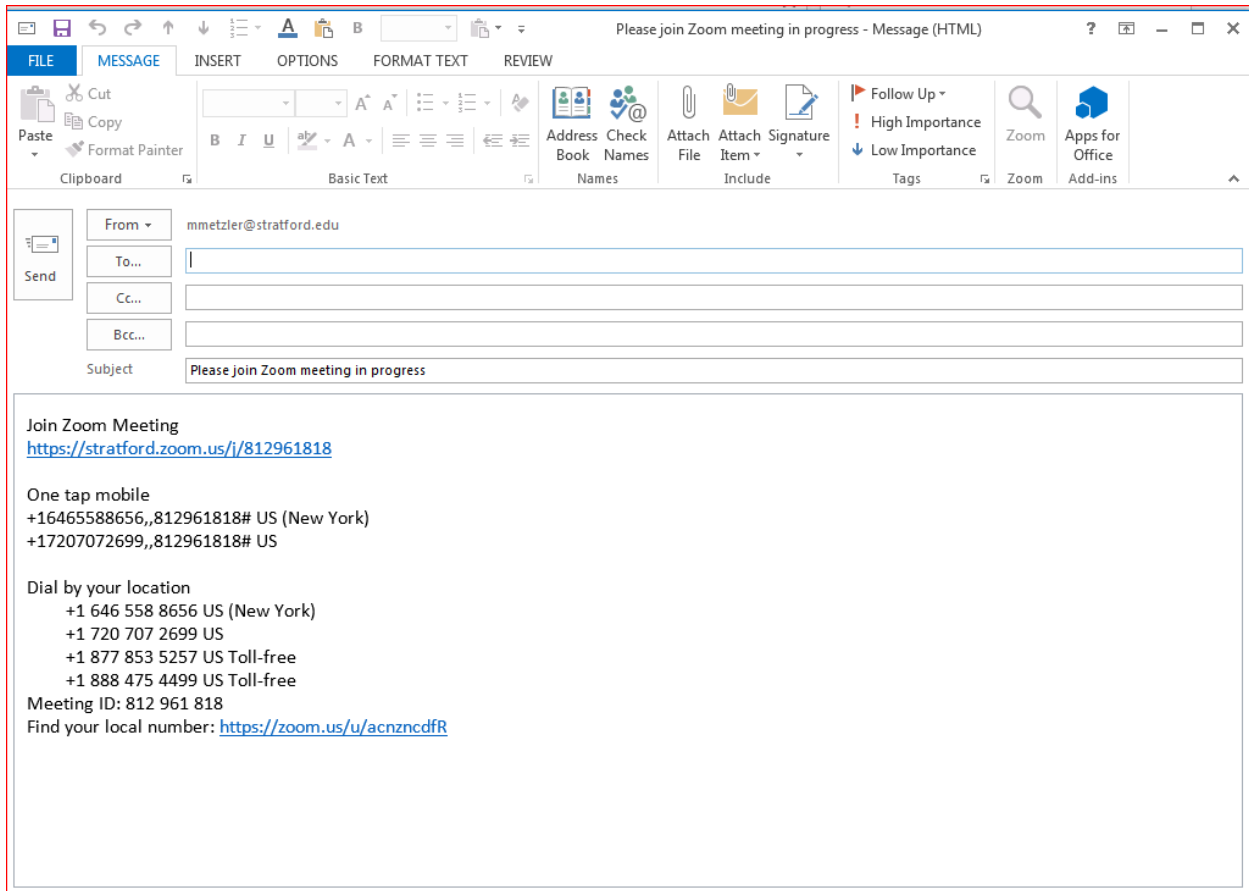 Please join Zoom meeting in progress - Message (HTML)
FILE MESSAGE INSERT OPTIONS FORMAT TEXT REVIEW
Paste
Cut
Copy
Format Painter
Clipboard
B I U
Basic Text
Address Book
Check Names
Names
Attach File
Attach Item
Signature
Include
Follow Up
High Importance
Low Importance
Tags
Zoom
Zoom
Apps for Office
Add-ins
Send
From mmetzler@stratford.edu
To...
Cc...
Bcc...
Subject Please join Zoom meeting in progress
Join Zoom Meeting
https://stratford.zoom.us/j/812961818
One tap mobile
+16465588656,,812961818# US (New York)
+17207072699,,812961818# US
Dial by your location
+1 646 558 8656 US (New York)
+1 720 707 2699 US
+1 877 853 5257 US Toll-free
+1 888 475 4499 US Toll-free
Meeting ID: 812 961 818
Find your local number: https://zoom.us/u/acnzncdfR